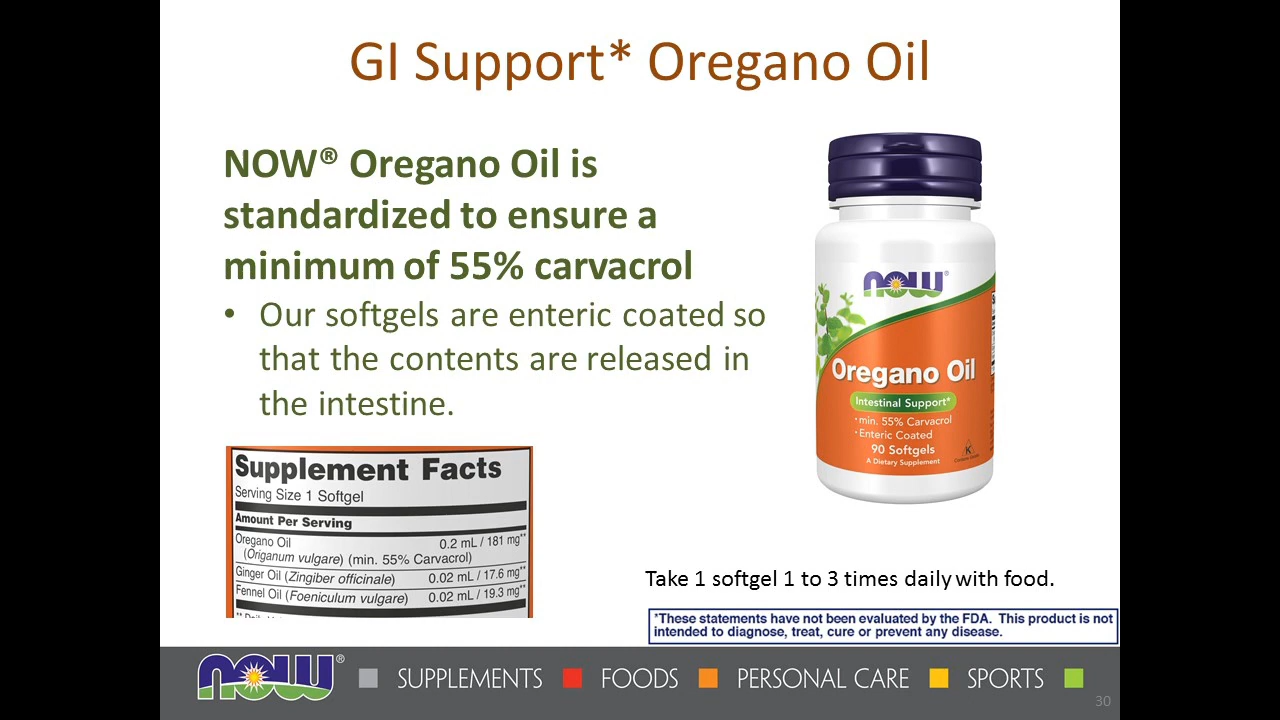 GI Support* Oregano Oil
NOW® Oregano Oil is
standardized to ensure a
minimum of 55% carvacrol
• Our softgels are enteric coated so
that the contents are released in
the intestine.
NOW®
Oregano Oil
Intestinal Support*
• min. 55% Carvacrol
• Enteric Coated
90 Softgels
A Dietary Supplement
K
Supplement Facts
Serving Size 1 Softgel
Amount Per Serving
Oregano Oil 0.2 mL / 181 mg**
(Origanum vulgare) (min. 55% Carvacrol)
Ginger Oil (Zingiber officinale) 0.02 mL / 17.6 mg**
Fennel Oil (Foeniculum vulgare) 0.02 mL / 19.3 mg**
Take 1 softgel 1 to 3 times daily with food.
*These statements have not been evaluated by the FDA. This product is not
intended to diagnose, treat, cure or prevent any disease.
NOW® SUPPLEMENTS FOODS PERSONAL CARE SPORTS
30